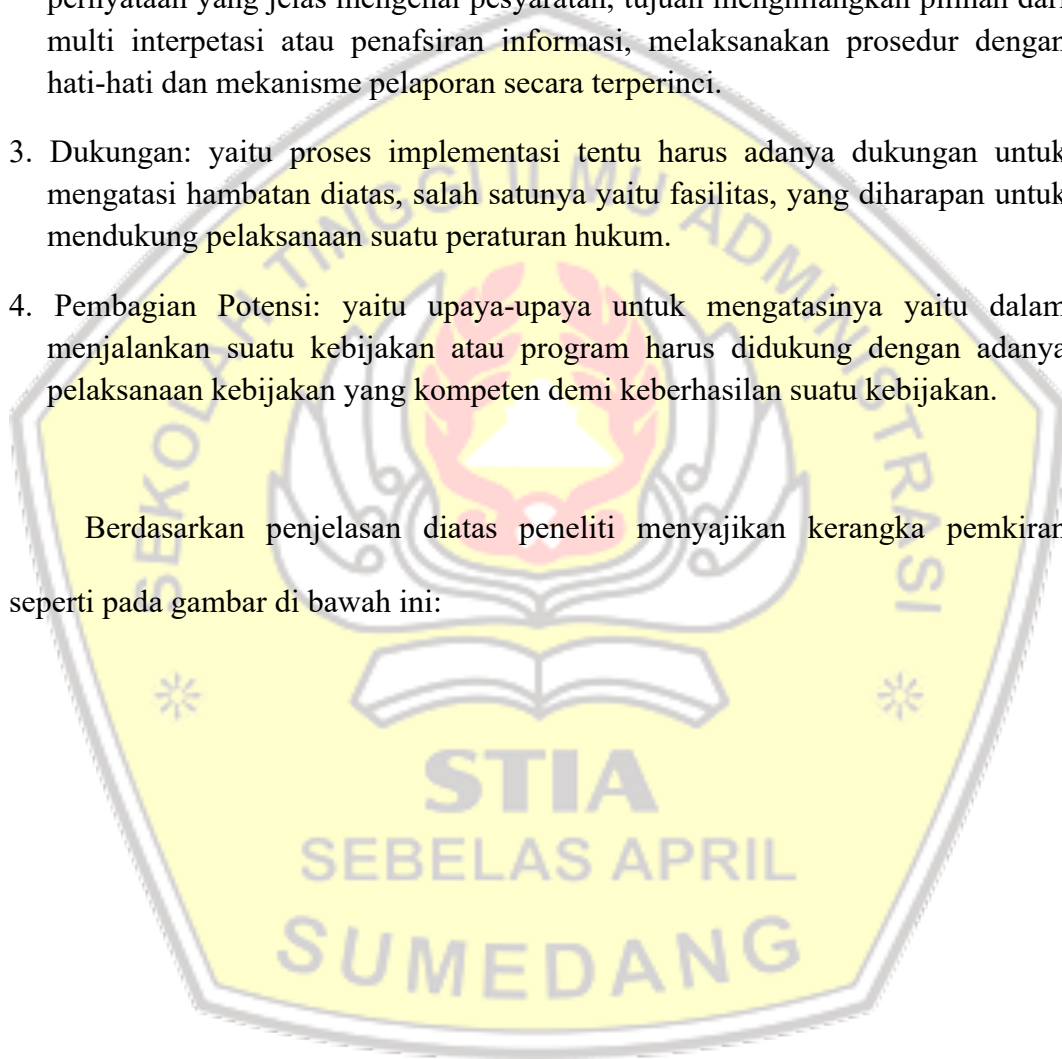 pernyataan yang jelas mengenai pesyaratan, tujuan menghilangkan pilihan dari
multi interpetasi atau penafsiran informasi, melaksanakan prosedur dengan
hati-hati dan mekanisme pelaporan secara terperinci.
3. Dukungan: yaitu proses implementasi tentu harus adanya dukungan untuk
mengatasi hambatan diatas, salah satunya yaitu fasilitas, yang diharapan untuk
mendukung pelaksanaan suatu peraturan hukum.
4. Pembagian Potensi: yaitu upaya-upaya untuk mengatasinya yaitu dalam
menjalankan suatu kebijakan atau program harus didukung dengan adanya
pelaksanaan kebijakan yang kompeten demi keberhasilan suatu kebijakan.
Berdasarkan penjelasan diatas peneliti menyajikan kerangka pemkiran
seperti pada gambar di bawah ini:
SEKOLAH TINGGI ILMU ADMINISTRASI
STIA
SEBELAS APRIL
SUMEDANG